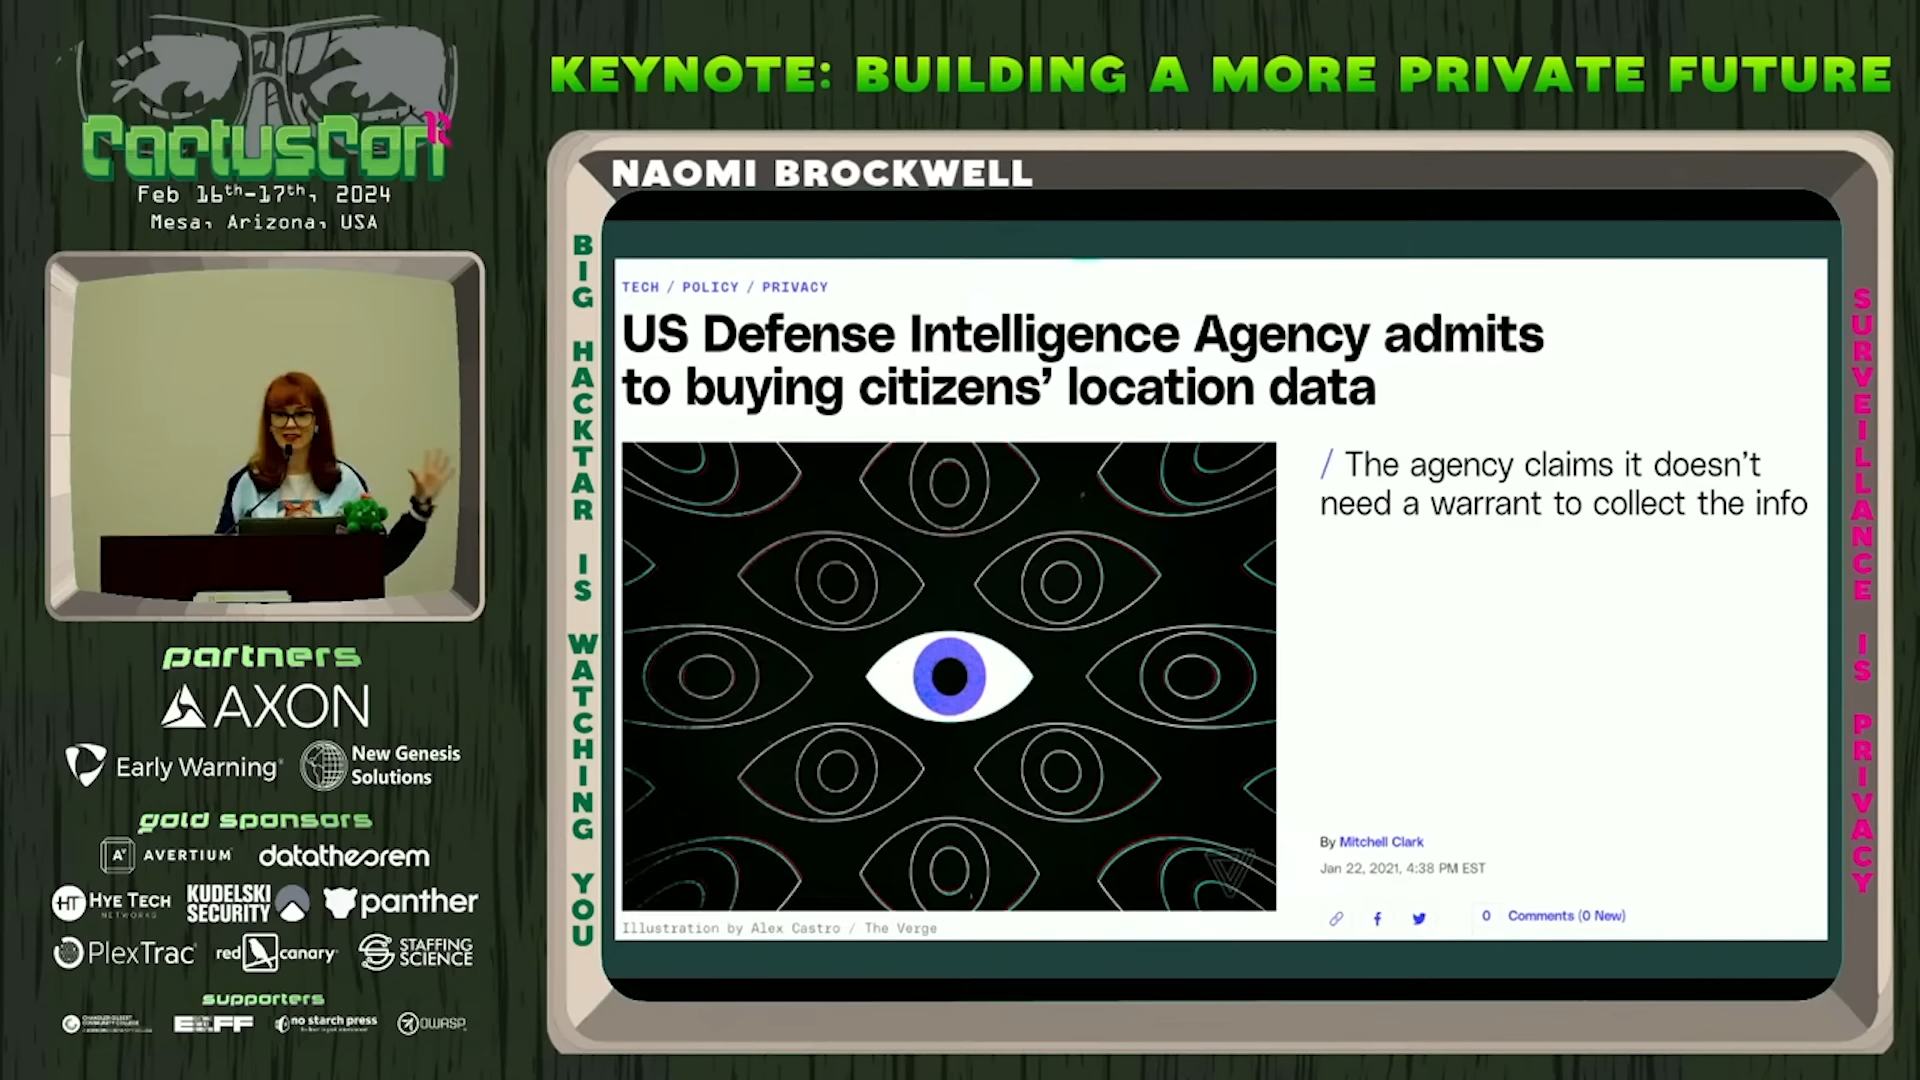 CactusCon
Feb 16th-17th, 2024
Mesa, Arizona, USA
KEYNOTE: BUILDING A MORE PRIVATE FUTURE
NAOMI BROCKWELL
BIG HACKTAR IS WATCHING YOU
TECH / POLICY / PRIVACY
US Defense Intelligence Agency admits
to buying citizens’ location data
/ The agency claims it doesn’t
need a warrant to collect the info
By Mitchell Clark
Jan 22, 2021, 4:38 PM EST
0 Comments (0 New)
Illustration by Alex Castro / The Verge
SURVEILLANCE IS PRIVACY
partners
AXON
Early Warning
New Genesis
Solutions
gold sponsors
AVERTIUM
datatheorem
HT HYE TECH
NETWORKS
KUDELSKI
SECURITY
panther
PlexTrac
red canary
STAFFING
SCIENCE
supporters
EFF
no starch press
OWASP